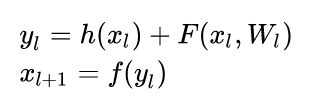 y_l = h(x_l) + F(x_l, W_l)
x_{l+1} = f(y_l)